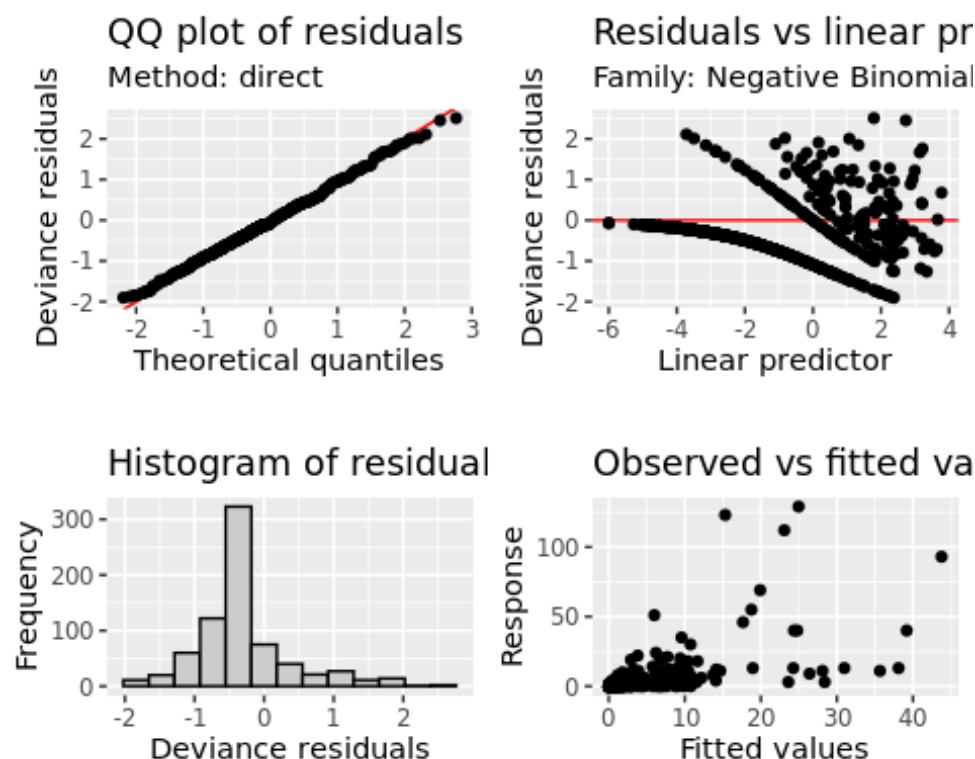 QQ plot of residuals
Method: direct
Deviance residuals
2
1
0
-1
-2
-2 -1 0 1 2 3
Theoretical quantiles
Residuals vs linear pr
Family: Negative Binomial
Deviance residuals
2
1
0
-1
-2
-6 -4 -2 0 2 4
Linear predictor
Histogram of residual
Frequency
300
200
100
0
-2 -1 0 1 2
Deviance residuals
Observed vs fitted va
Response
100
50
0
0 10 20 30 40
Fitted values